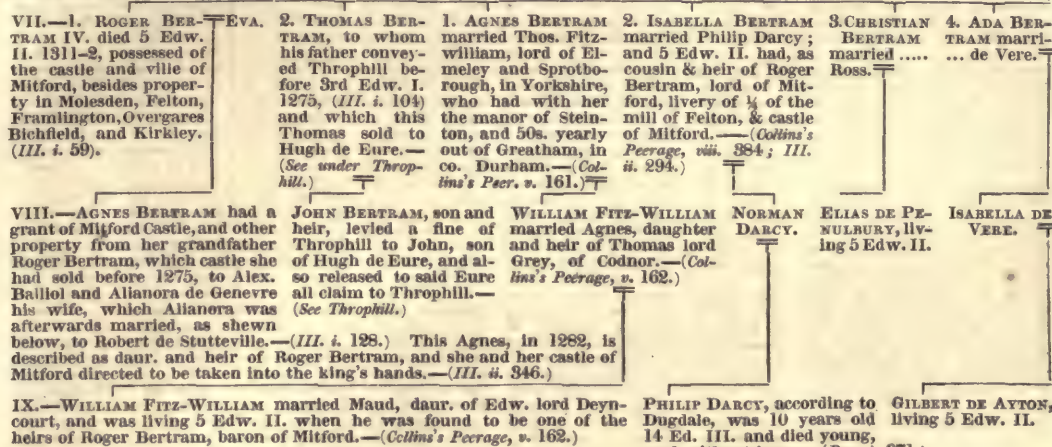 VII.—1. ROGER BER-
TRAM IV. died 5 Edw.
II. 1311-2, possessed of
the castle and ville of
Mitford, besides proper-
ty in Molesden, Felton,
Framlington, Overgares
Bichfield, and Kirkley.
(III. i. 59).
EVA.
2. THOMAS BER-
TRAM, to whom
his father convey-
ed Throphill be-
fore 3rd Edw. I.
1275, (III. i. 104)
and which this
Thomas sold to
Hugh de Eure.—
(See under Throp-
hill.)
1. AGNES BERTRAM
married Thos. Fitz-
william, lord of El-
meley and Sprotbo-
rough, in Yorkshire,
who had with her
the manor of Stein-
ton, and 50s. yearly
out of Greatham, in
co. Durham.—(Col-
lins's Peer. v. 161.)
2. ISABELLA BERTRAM
married Philip Darcy;
and 5 Edw. II. had, as
cousin & heir of Roger
Bertram, lord of Mit-
ford, livery of ¼ of the
mill of Felton, & castle
of Mitford.—(Collins's
Peerage, viii. 384; III.
ii. 294.)
3. CHRISTIAN
BERTRAM
married .....
Ross.
4. ADA BER-
TRAM marri-
... de Vere.
VIII.—AGNES BERTRAM had a
grant of Mitford Castle, and other
property from her grandfather
Roger Bertram, which castle she
had sold before 1275, to Alex.
Balliol and Alianora de Genevre
his wife, which Alianora was
afterwards married, as shewn
below, to Robert de Stutteville.—(III. i. 128.) This Agnes, in 1282, is
described as daur. and heir of Roger Bertram, and she and her castle of
Mitford directed to be taken into the king's hands.—(III. ii. 346.)
JOHN BERTRAM, son and
heir, levied a fine of
Throphill to John, son
of Hugh de Eure, and al-
so released to said Eure
all claim to Throphill.—
(See Throphill.)
WILLIAM FITZ-WILLIAM
married Agnes, daughter
and heir of Thomas lord
Grey, of Codnor.—(Col-
lins's Peerage, v. 162.)
NORMAN
DARCY.
ELIAS DE PE-
NULBURY, liv-
ing 5 Edw. II.
ISABELLA DE
VERE.
IX.—WILLIAM FITZ-WILLIAM married Maud, daur. of Edw. lord Deyn-
court, and was living 5 Edw. II. when he was found to be one of the
heirs of Roger Bertram, baron of Mitford.—(Collins's Peerage, v. 162.)
PHILIP DARCY, according to
Dugdale, was 10 years old
14 Ed. III. and died young,
GILBERT DE AYTON,
living 5 Edw. II.